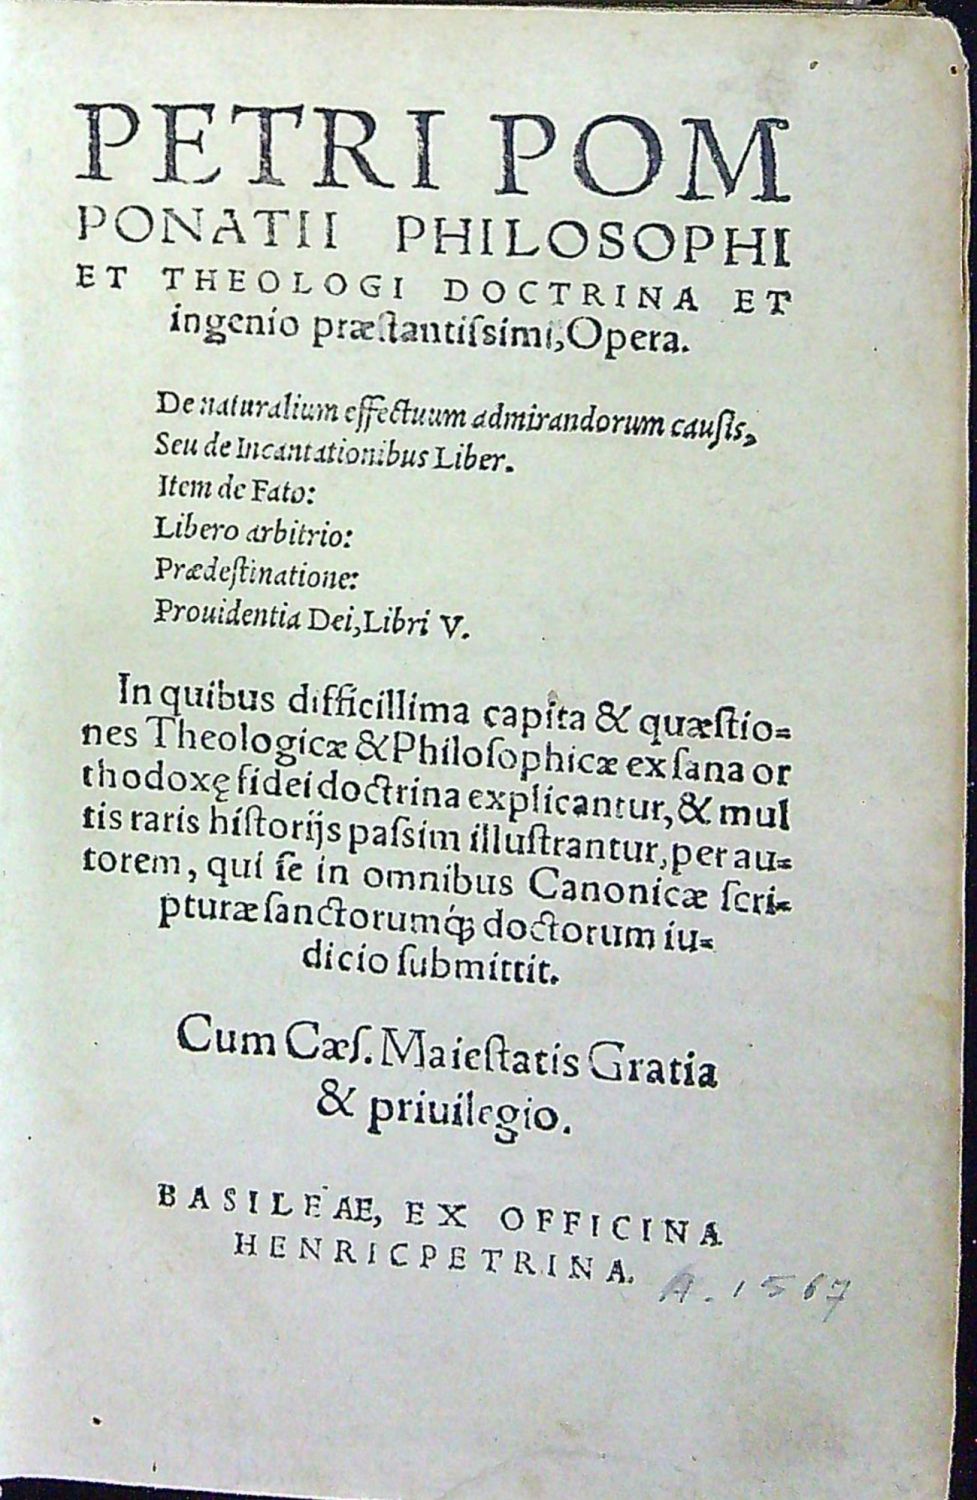 PETRI POM
PONATII PHILOSOPHI
ET THEOLOGI DOCTRINA ET
ingenio præſtantiſsimi, Opera.
De naturalium effectuum admirandorum cauſis,
Seu de Incantationibus Liber.
Item de Fato:
Libero arbitrio:
Prædeſtinatione:
Prouidentia Dei, Libri V.
In quibus difficillima capita & quæſtio=
nes Theologicæ & Philoſophicæ ex ſana or
thodoxę fidei doctrina explicantur, & mul
tis raris hiſtorijs paſsim illuſtrantur, per au=
torem, qui ſe in omnibus Canonicæ ſcri=
pturæ ſanctorumq́; doctorum iu=
dicio ſubmittit.
Cum Cæſ. Maieſtatis Gratia
& priuilegio.
BASILEAE, EX OFFICINA
HENRICPETRINA.
A. 1567